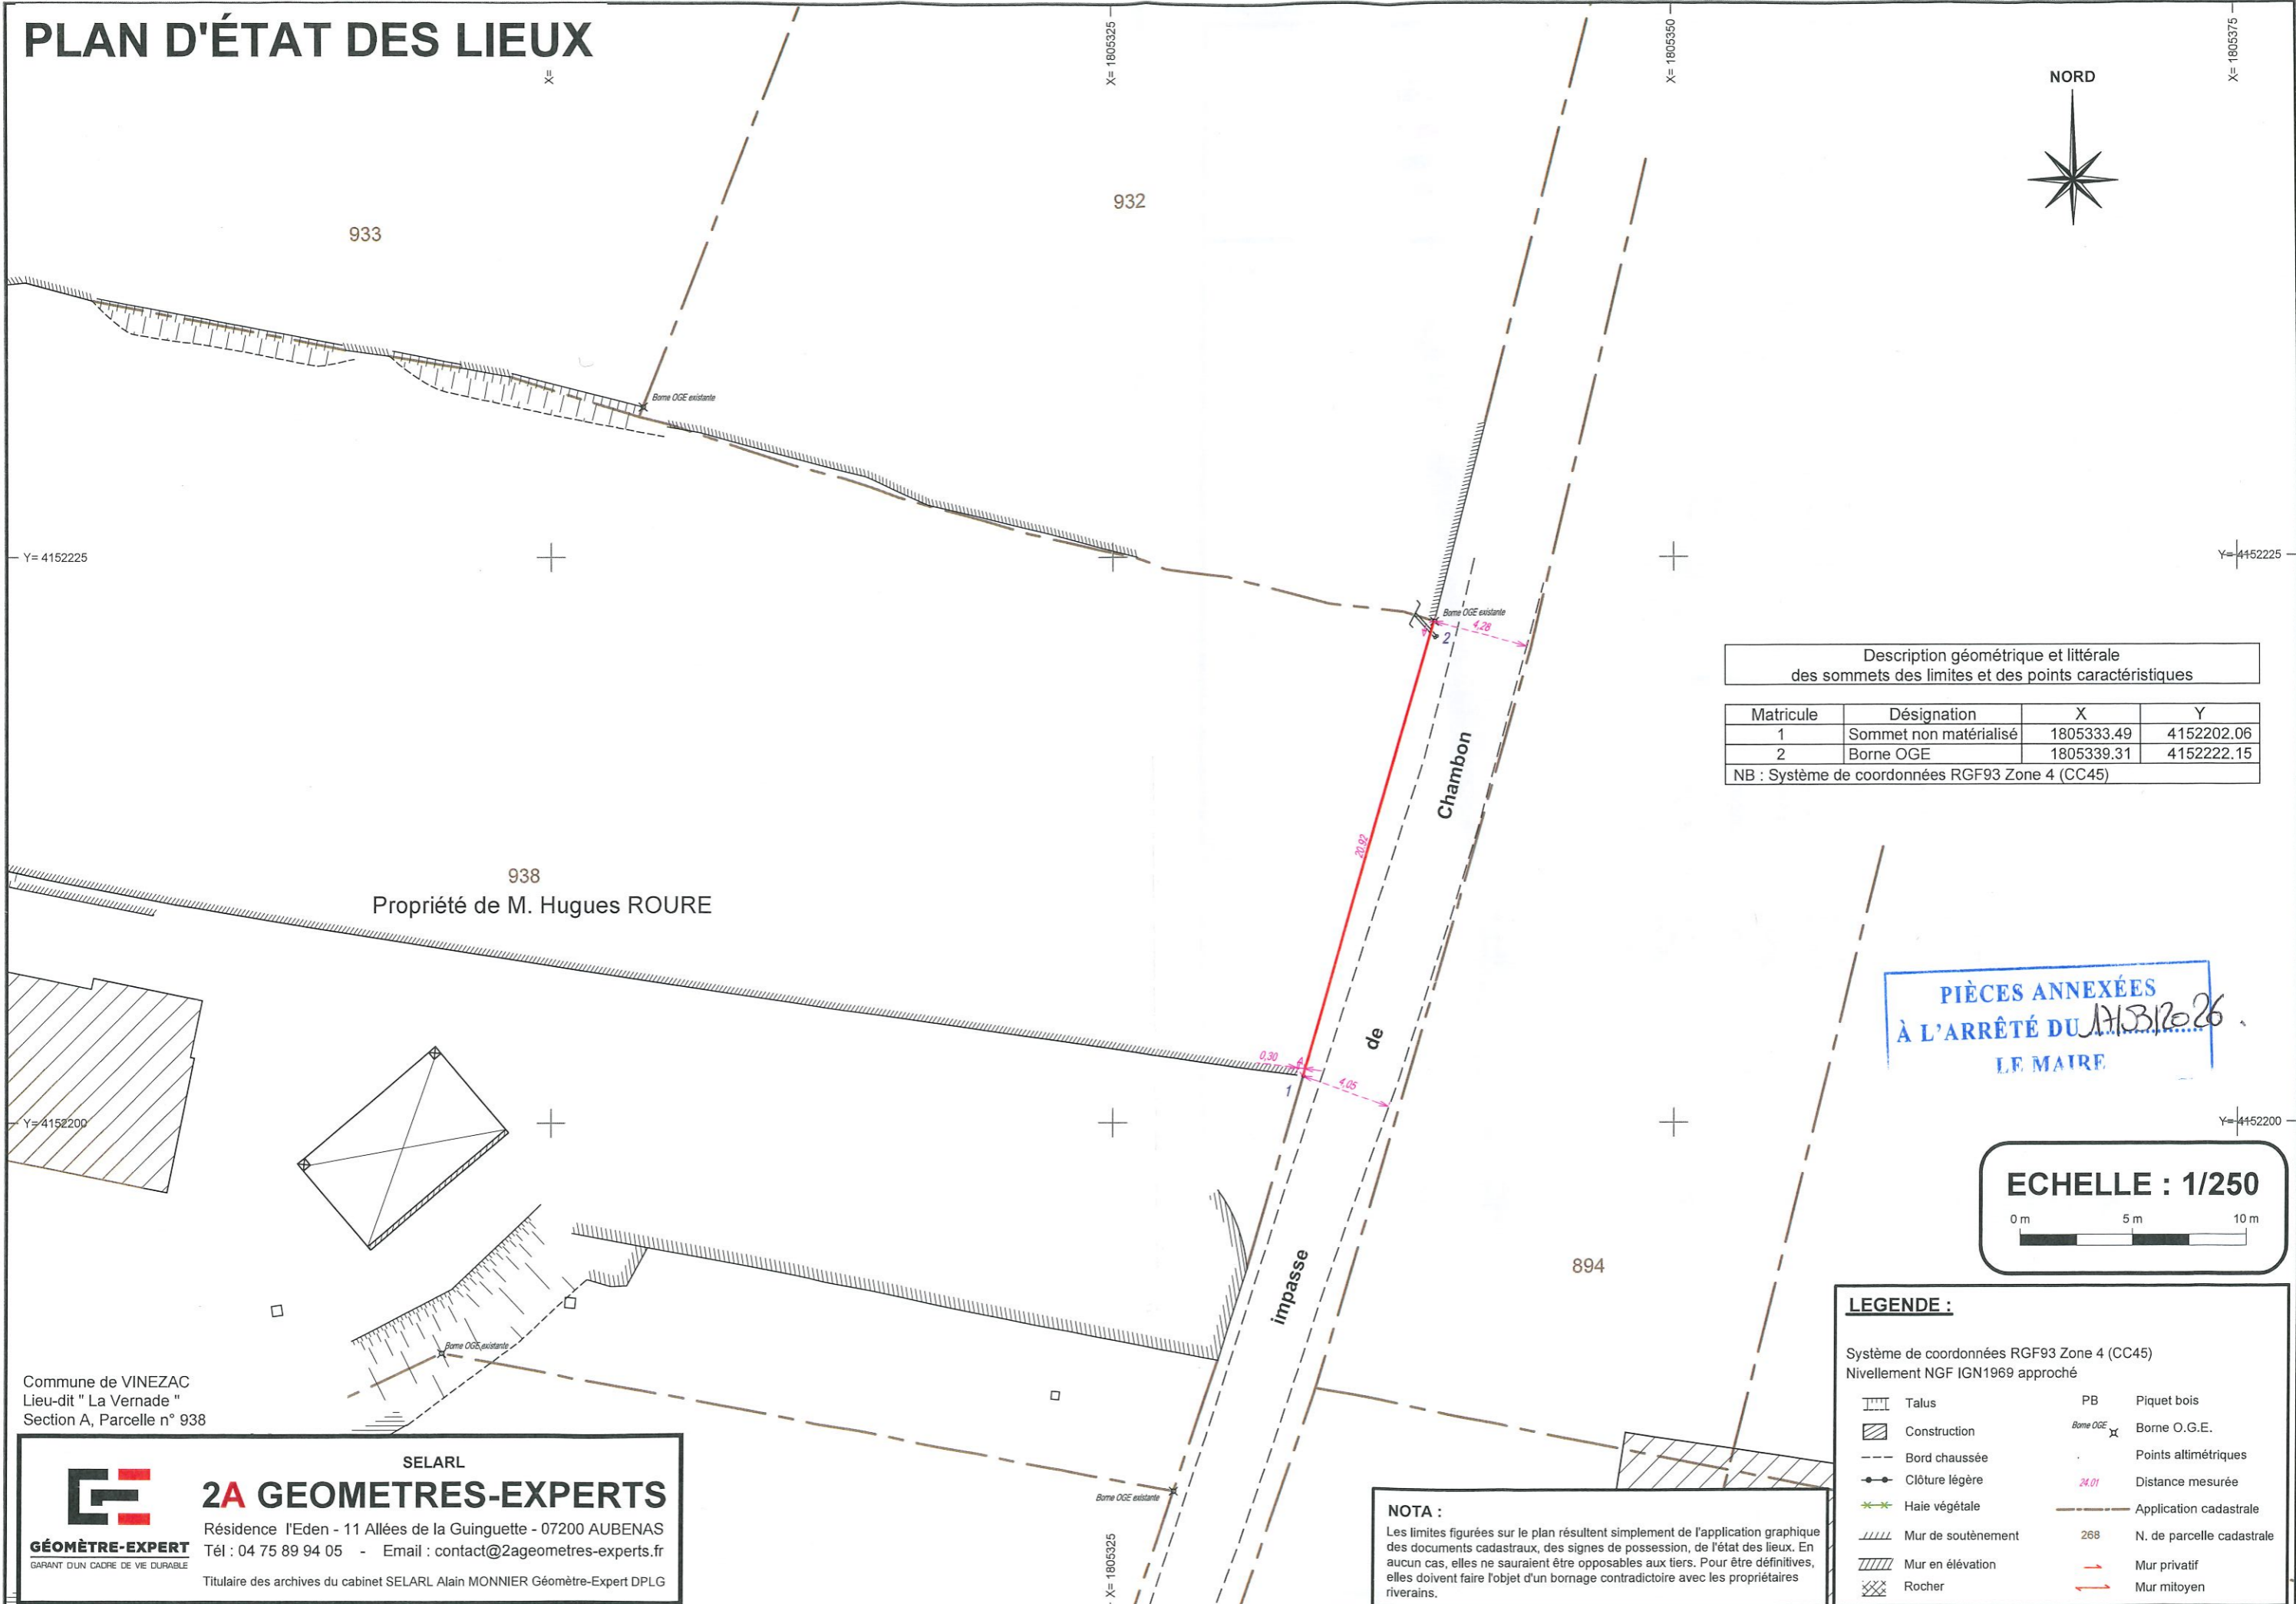 PLAN D'ÉTAT DES LIEUX
X=
X= 1805325
X= 1805350
X= 1805375
NORD
933
932
Borne OGE existante
Y= 4152225
Y= 4152225
Borne OGE existante
4,28
2
Description géométrique et littérale
des sommets des limites et des points caractéristiques
Matricule Désignation X Y
1 Sommet non matérialisé 1805333.49 4152202.06
2 Borne OGE 1805339.31 4152222.15
NB : Système de coordonnées RGF93 Zone 4 (CC45)
Chambon
20,92
938
Propriété de M. Hugues ROURE
de
0,30
4,05
1
PIÈCES ANNEXÉES
À L'ARRÊTÉ DU 17/03/2026
LE MAIRE
Y= 4152200
Y= 4152200
ECHELLE : 1/250
0 m 5 m 10 m
impasse
894
Borne OGE existante
Borne OGE existante
X= 1805325
Commune de VINEZAC
Lieu-dit " La Vernade "
Section A, Parcelle n° 938
GÉOMÈTRE-EXPERT
GARANT D'UN CADRE DE VIE DURABLE
SELARL
2A GEOMETRES-EXPERTS
Résidence l'Eden - 11 Allées de la Guinguette - 07200 AUBENAS
Tél : 04 75 89 94 05 - Email : contact@2ageometres-experts.fr
Titulaire des archives du cabinet SELARL Alain MONNIER Géomètre-Expert DPLG
NOTA :
Les limites figurées sur le plan résultent simplement de l'application graphique
des documents cadastraux, des signes de possession, de l'état des lieux. En
aucun cas, elles ne sauraient être opposables aux tiers. Pour être définitives,
elles doivent faire l'objet d'un bornage contradictoire avec les propriétaires
riverains.
LEGENDE :
Système de coordonnées RGF93 Zone 4 (CC45)
Nivellement NGF IGN1969 approché
Talus
Construction
Bord chaussée
Clôture légère
Haie végétale
Mur de soutènement
Mur en élévation
Rocher
PB Piquet bois
Borne OGE Borne O.G.E.
Points altimétriques
24.01 Distance mesurée
Application cadastrale
268 N. de parcelle cadastrale
Mur privatif
Mur mitoyen